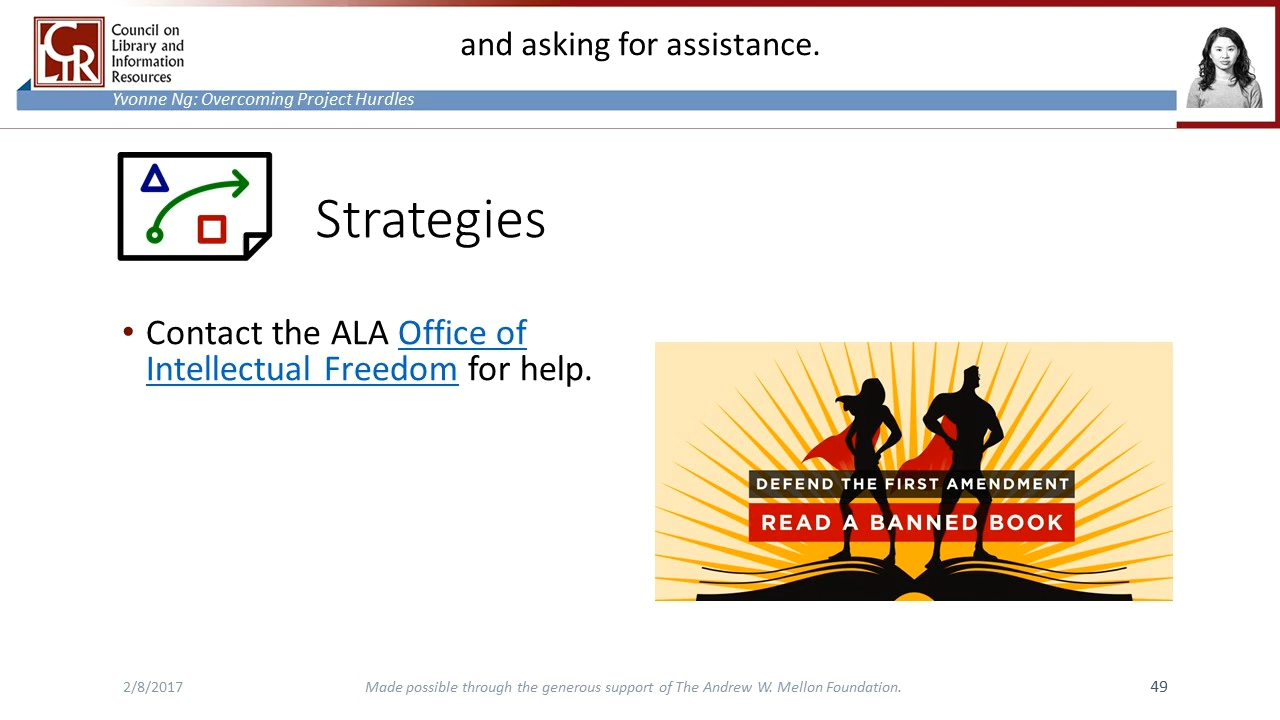 CLIR
Council on
Library and
Information
Resources
and asking for assistance.
Yvonne Ng: Overcoming Project Hurdles
Strategies
• Contact the ALA Office of
Intellectual Freedom for help.
DEFEND THE FIRST AMENDMENT
READ A BANNED BOOK
2/8/2017
Made possible through the generous support of The Andrew W. Mellon Foundation.
49